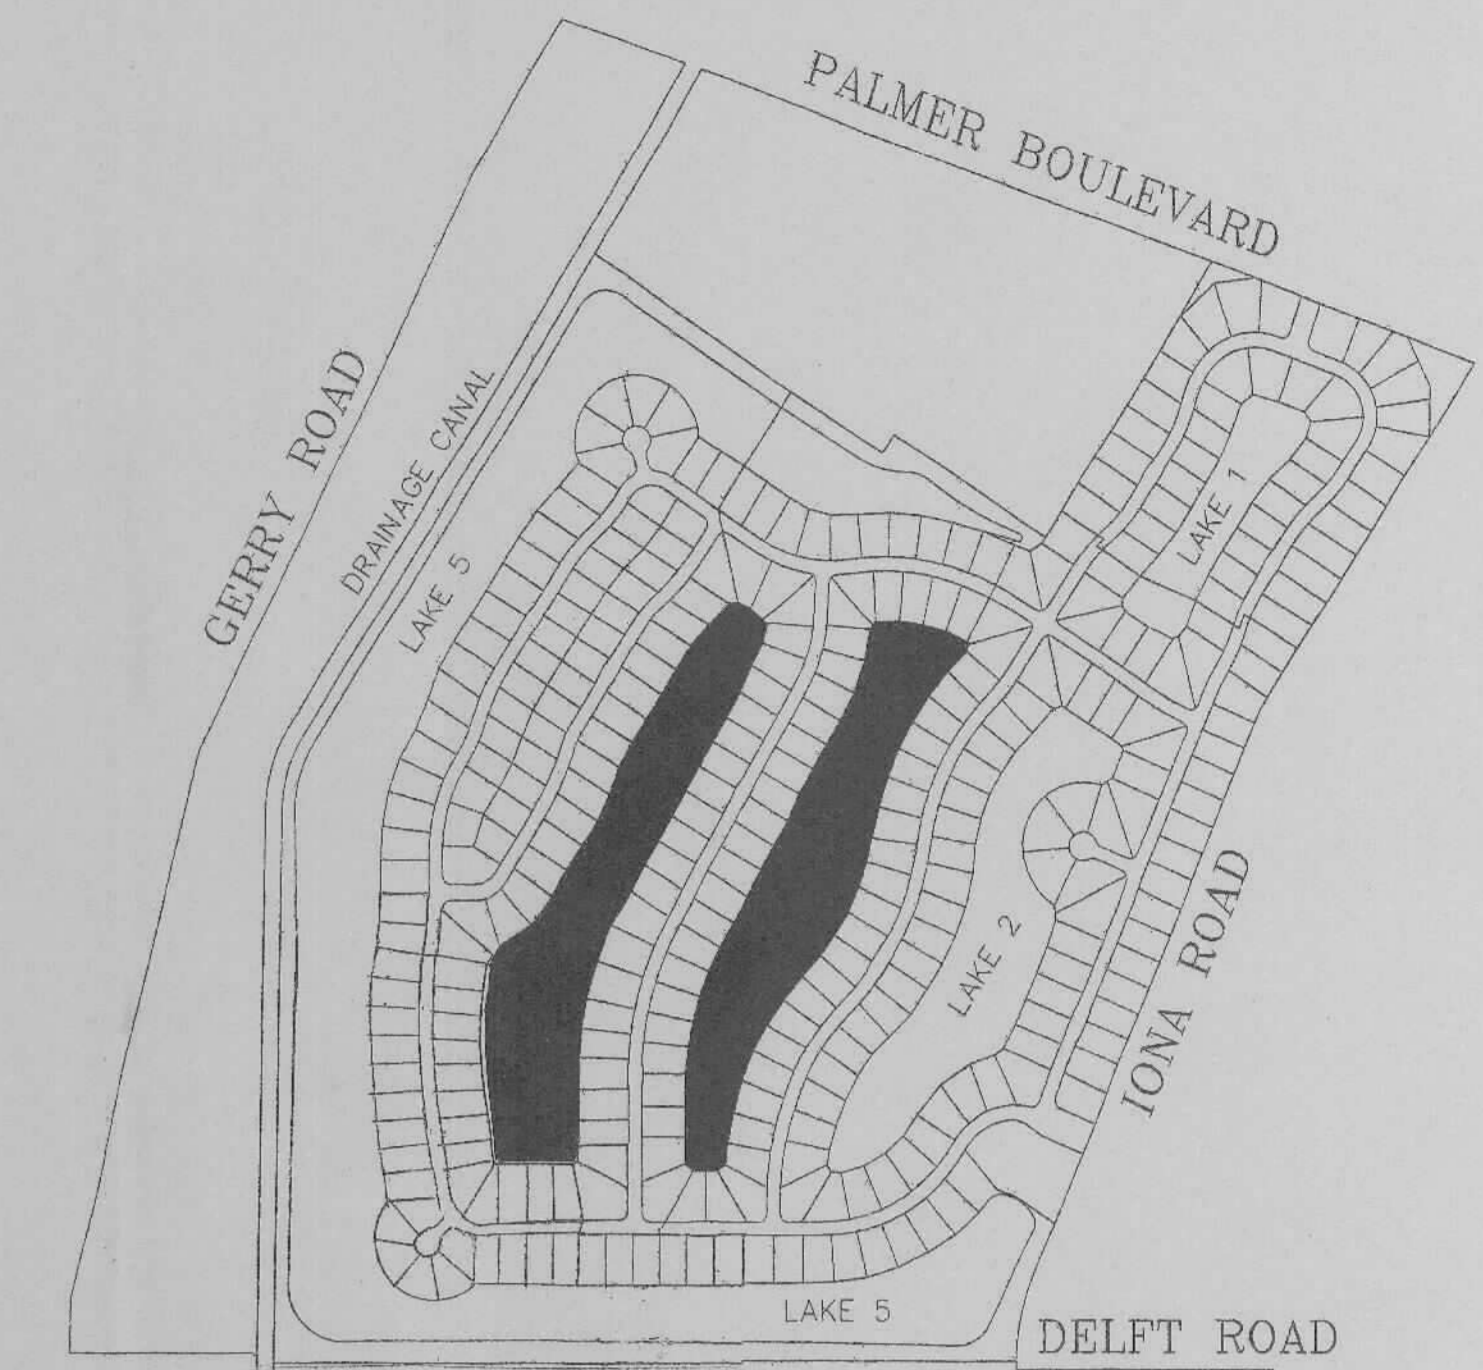 PALMER BOULEVARD
GERRY ROAD
DRAINAGE CANAL
LAKE 5
LAKE 1
LAKE 2
IONA ROAD
LAKE 5
DELFT ROAD